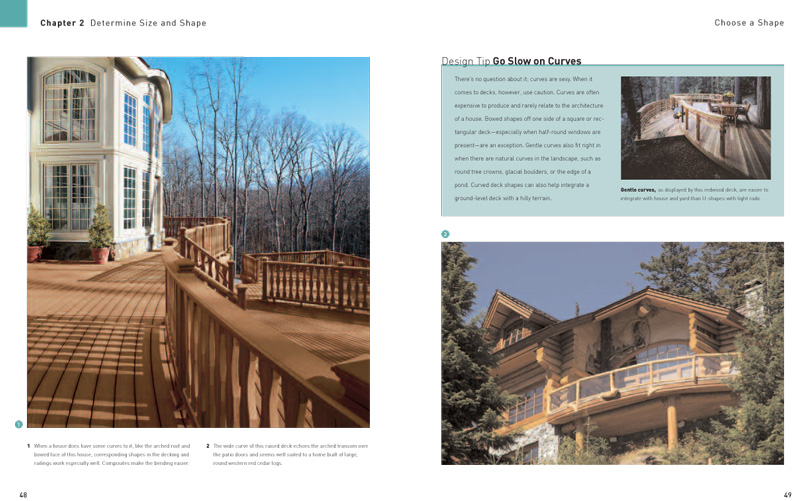 Chapter 2 Determine Size and Shape
Choose a Shape
Design Tip Go Slow on Curves
There's no question about it; curves are sexy. When it
comes to decks, however, use caution. Curves are often
expensive to produce and rarely relate to the architecture
of a house. Bowed shapes off one side of a square or rec-
tangular deck—especially when half-round windows are
present—are an exception. Gentle curves also fit right in
when there are natural curves in the landscape, such as
round tree crowns, glacial boulders, or the edge of a
pond. Curved deck shapes can also help integrate a
ground-level deck with a hilly terrain.
Gentle curves, as displayed by this redwood deck, are easier to
integrate with house and yard than shapes with tight radii.
2
1
1 When a house does have some curves to it, like the arched roof and
bowed face of this house, corresponding shapes in the decking and
railings work especially well. Composites make the bending easier.
2 The wide curve of this raised deck echoes the arched transom over
the patio doors and seems well suited to a home built of large,
round western red cedar logs.
48
49